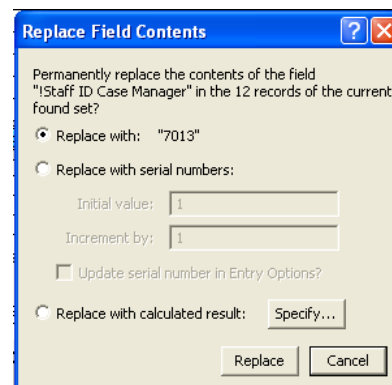 Replace Field Contents
Permanently replace the contents of the field
"!Staff ID Case Manager" in the 12 records of the current
found set?
Replace with: "7013"
Replace with serial numbers:
Initial value: 1
Increment by: 1
Update serial number in Entry Options?
Replace with calculated result: Specify...
Replace Cancel